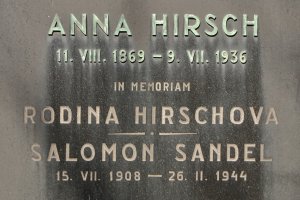 ANNA HIRSCH
11. VIII. 1869 – 9. VII. 1936
IN MEMORIAM
RODINA HIRSCHOVA
SALOMON SANDEL
15. VII. 1908 – 26. II. 1944